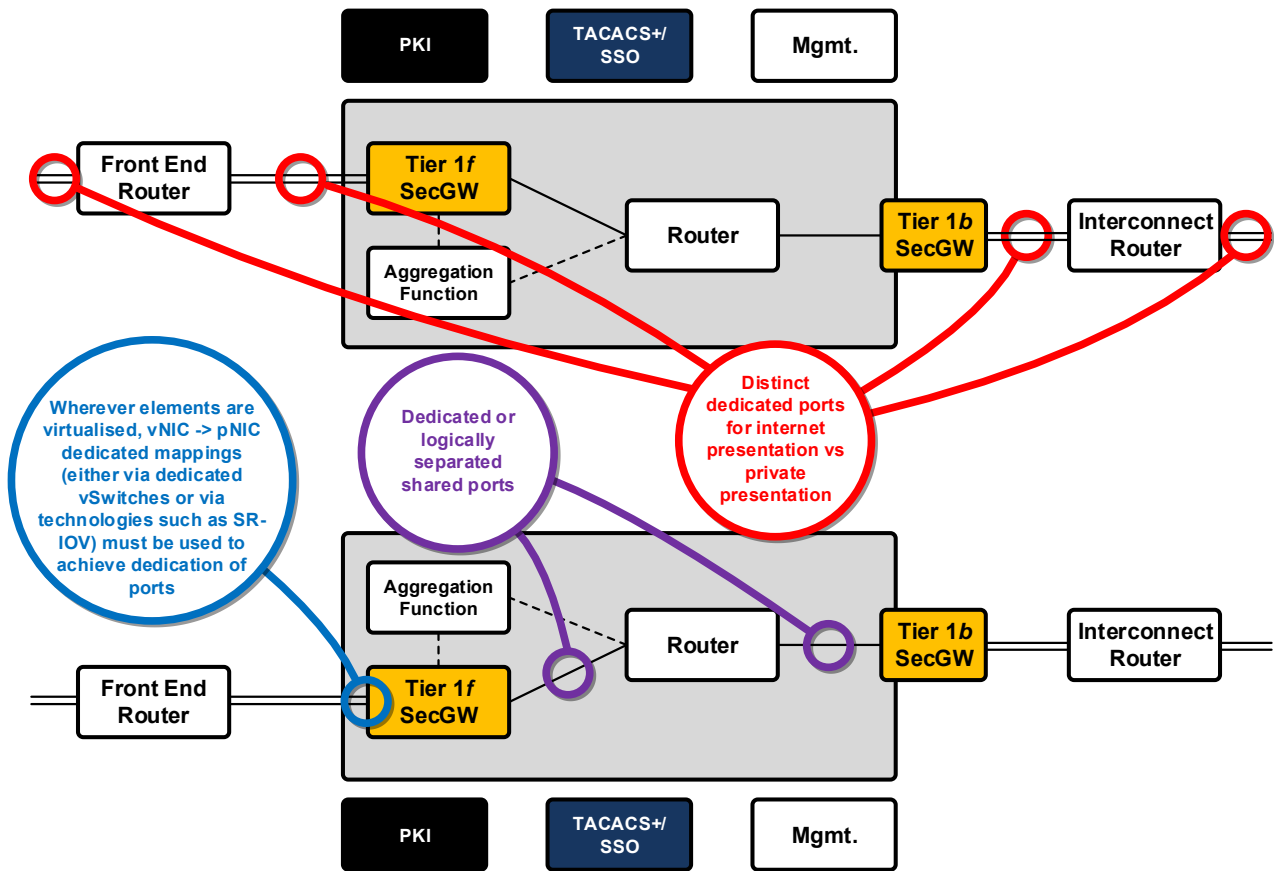 PKI
TACACS+/
SSO
Mgmt.
Front End
Router
Tier 1f
SecGW
Aggregation
Function
Router
Tier 1b
SecGW
Interconnect
Router
Wherever elements are
virtualised, vNIC -> pNIC
dedicated mappings
(either via dedicated
vSwitches or via
technologies such as SR-
IOV) must be used to
achieve dedication of
ports
Dedicated or
logically
separated
shared ports
Distinct
dedicated ports
for internet
presentation vs
private
presentation
Aggregation
Function
Router
Tier 1b
SecGW
Interconnect
Router
Front End
Router
Tier 1f
SecGW
PKI
TACACS+/
SSO
Mgmt.